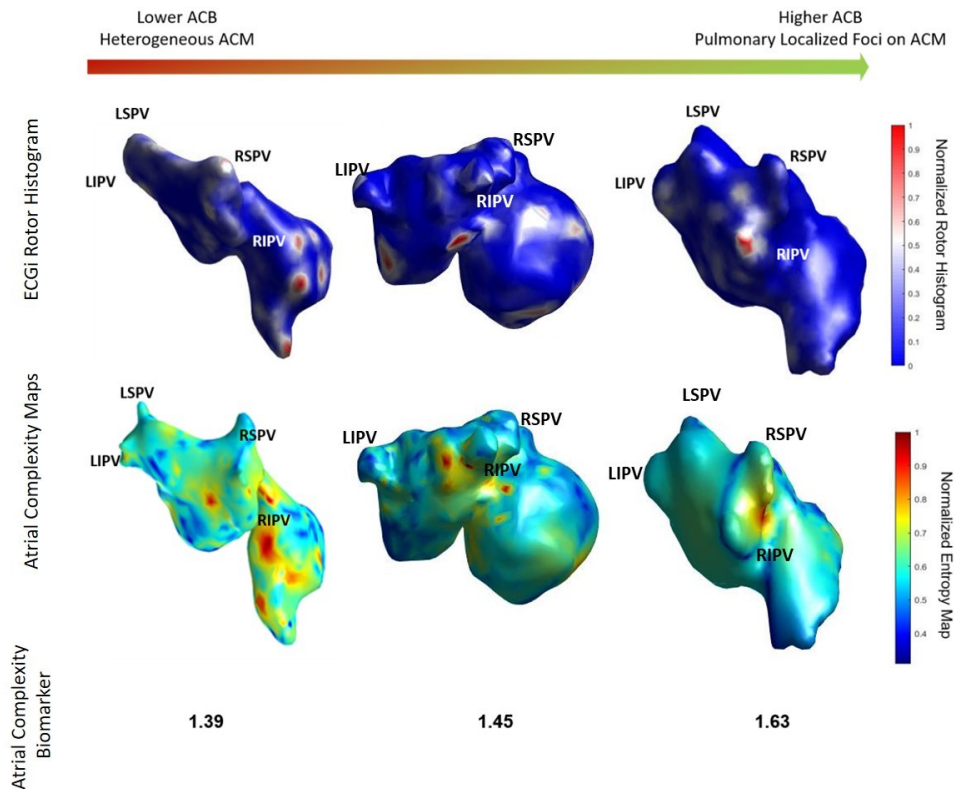 Lower ACB
Heterogeneous ACM
Higher ACB
Pulmonary Localized Foci on ACM
ECGi Rotor Histogram
LSPV
RSPV
LIPV
RIPV
RSPV
LIPV
RIPV
LSPV
RSPV
LIPV
RIPV
1
0.9
0.8
0.7
0.6
0.5
0.4
0.3
0.2
0.1
0
Normalized Rotor Histogram
Atrial Complexity Maps
LSPV
RSPV
LIPV
RIPV
RSPV
LIPV
RIPV
LSPV
RSPV
LIPV
RIPV
1
0.9
0.8
0.7
0.6
0.5
0.4
Normalized Entropy Map
Atrial Complexity
Biomarker
1.39
1.45
1.63